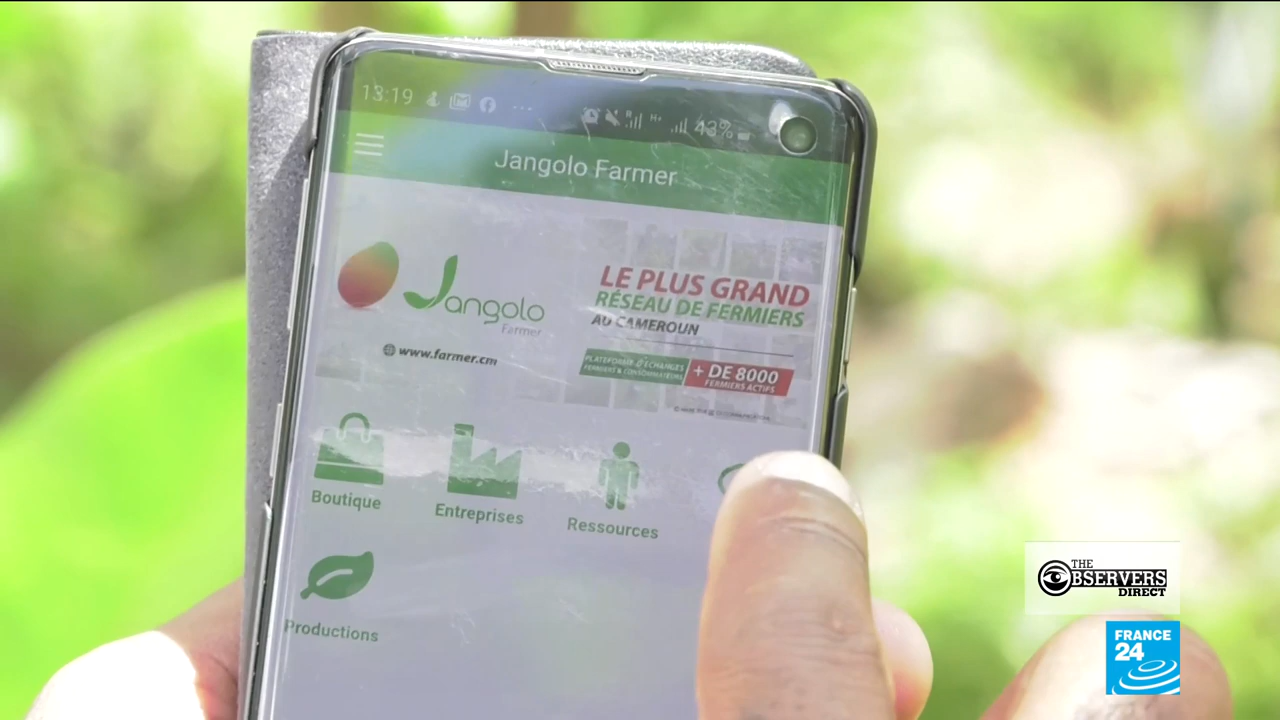 13:19
H+ 43%
Jangolo Farmer
Jangolo
Farmer
www.farmer.cm
LE PLUS GRAND
RÉSEAU DE FERMIERS
AU CAMEROUN
PLATEFORME D'ÉCHANGES
FERMIERS & CONSOMMATEURS
+ DE 8000
FERMIERS ACTIFS
Boutique
Entreprises
Ressources
Productions
THE
OBSERVERS
DIRECT
FRANCE
24